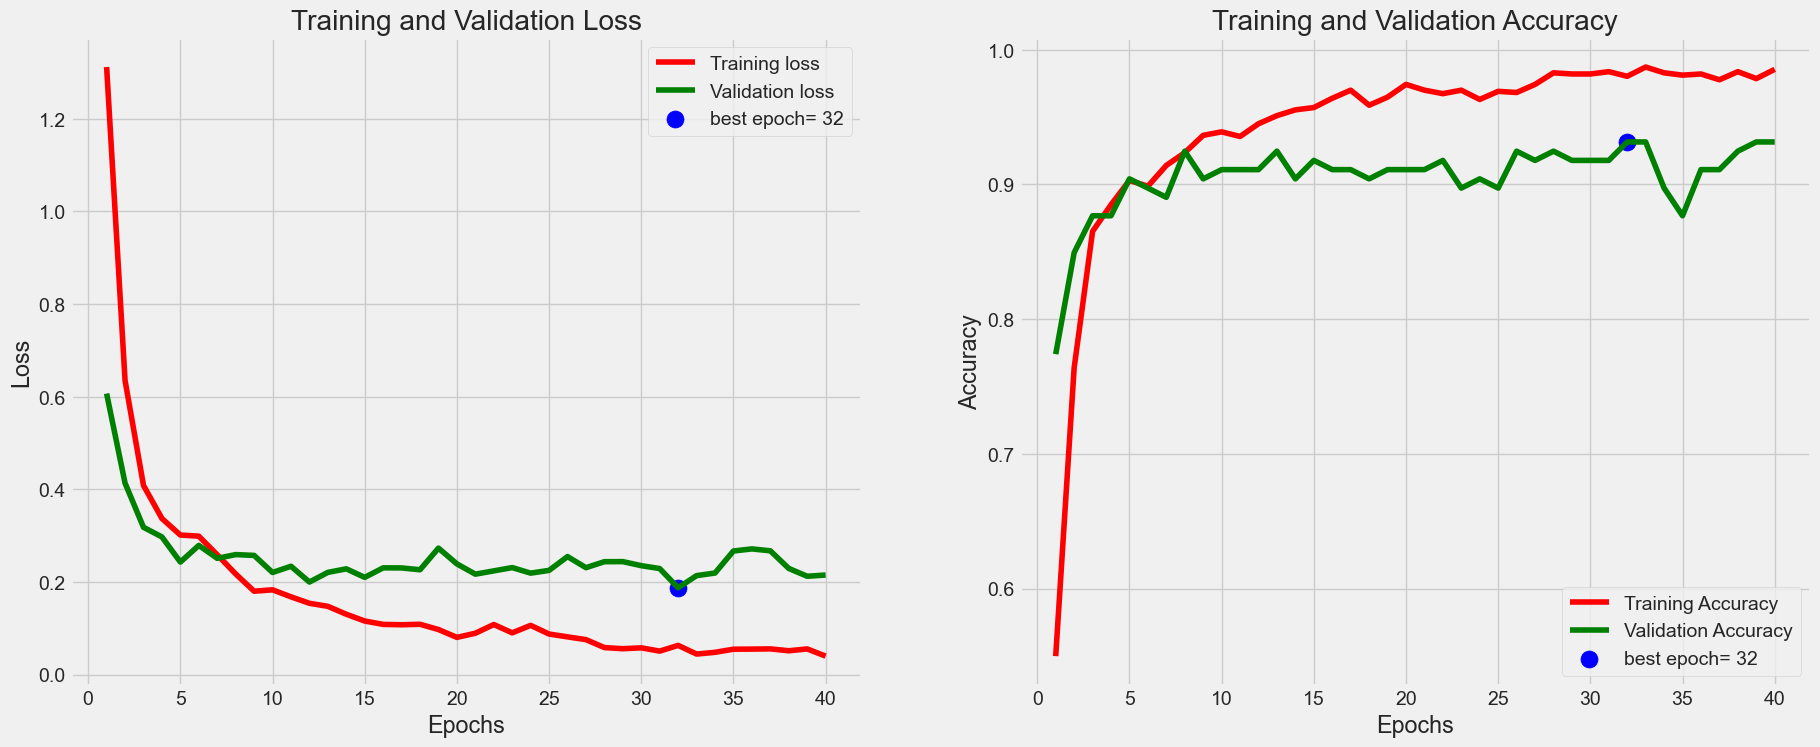 Training and Validation Loss
Training loss
Validation loss
best epoch= 32
1.2
1.0
0.8
0.6
0.4
0.2
0.0
Loss
0 5 10 15 20 25 30 35 40
Epochs
Training and Validation Accuracy
1.0
0.9
0.8
0.7
0.6
Accuracy
Training Accuracy
Validation Accuracy
best epoch= 32
0 5 10 15 20 25 30 35 40
Epochs